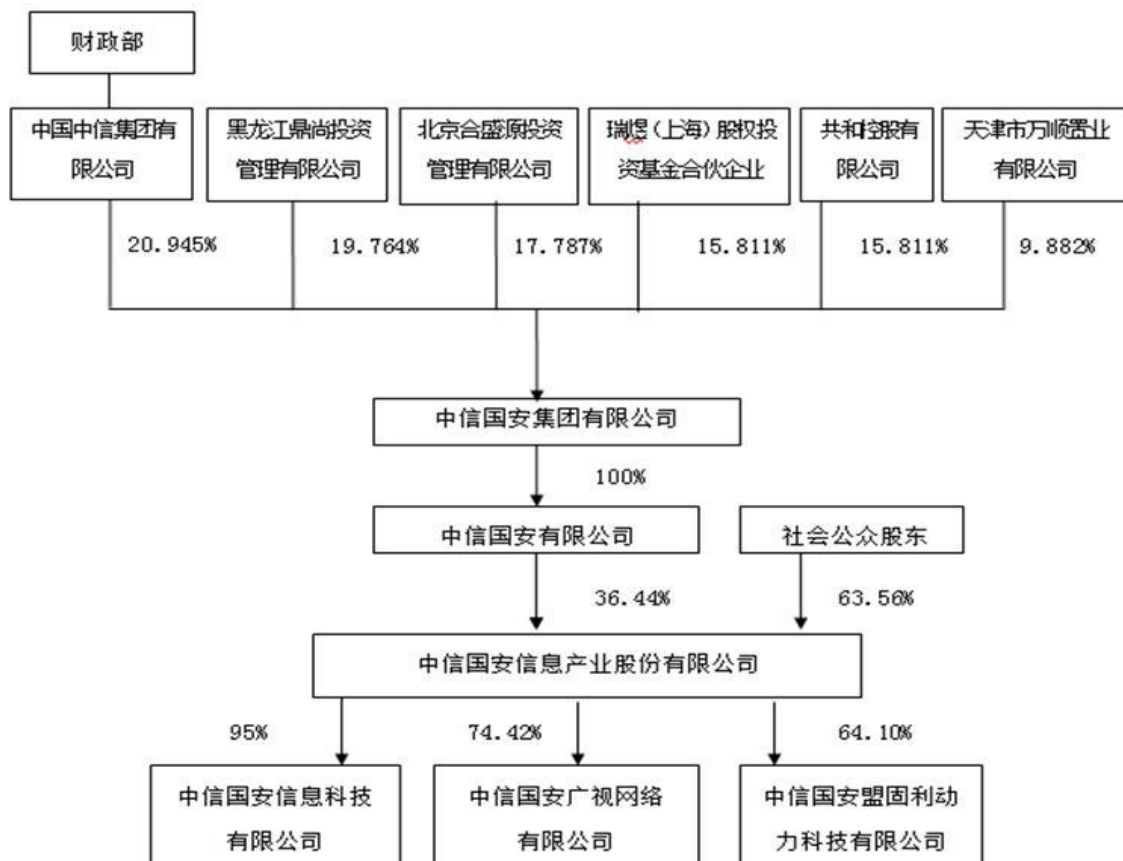 财政部
中国中信集团有
限公司
黑龙江鼎尚投资
管理有限公司
北京合盛源投资
管理有限公司
瑞煜（上海）股权投
资基金合伙企业
共和控股有
限公司
天津市万顺置业
有限公司
20.945%
19.764%
17.787%
15.811%
15.811%
9.882%
中信国安集团有限公司
100%
中信国安有限公司
社会公众股东
36.44%
63.56%
中信国安信息产业股份有限公司
95%
74.42%
64.10%
中信国安信息科技
有限公司
中信国安广视网络
有限公司
中信国安盟固利动
力科技有限公司